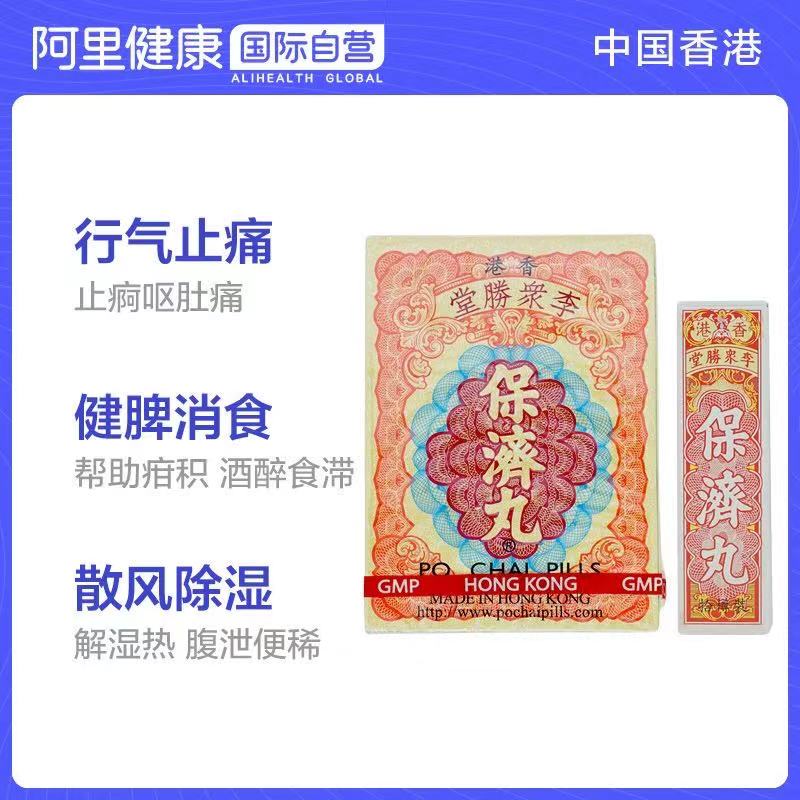 阿里健康
国际自营
ALIHEALTH GLOBAL
中国香港
行气止痛
止痾呕肚痛
健脾消食
帮助疳积 酒醉食滞
散风除湿
解湿热 腹泄便稀
港香
堂勝衆李
保濟丸
®
PO CHAI PILLS
GMP HONG KONG GMP
MADE IN HONG KONG
http://www.pochaipills.com
港香
堂勝衆李
保濟丸